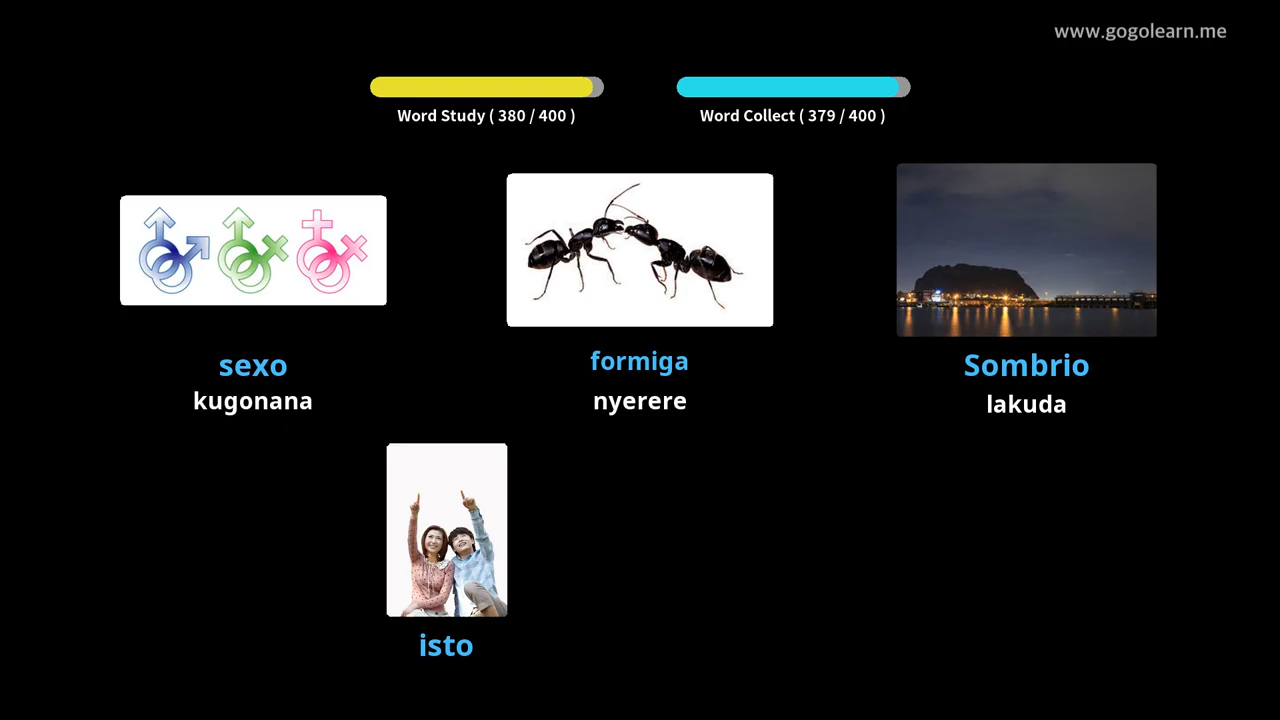 www.gogolearn.me
Word Study ( 380 / 400 )
Word Collect ( 379 / 400 )
sexo
kugonana
formiga
nyerere
Sombrio
lakuda
isto